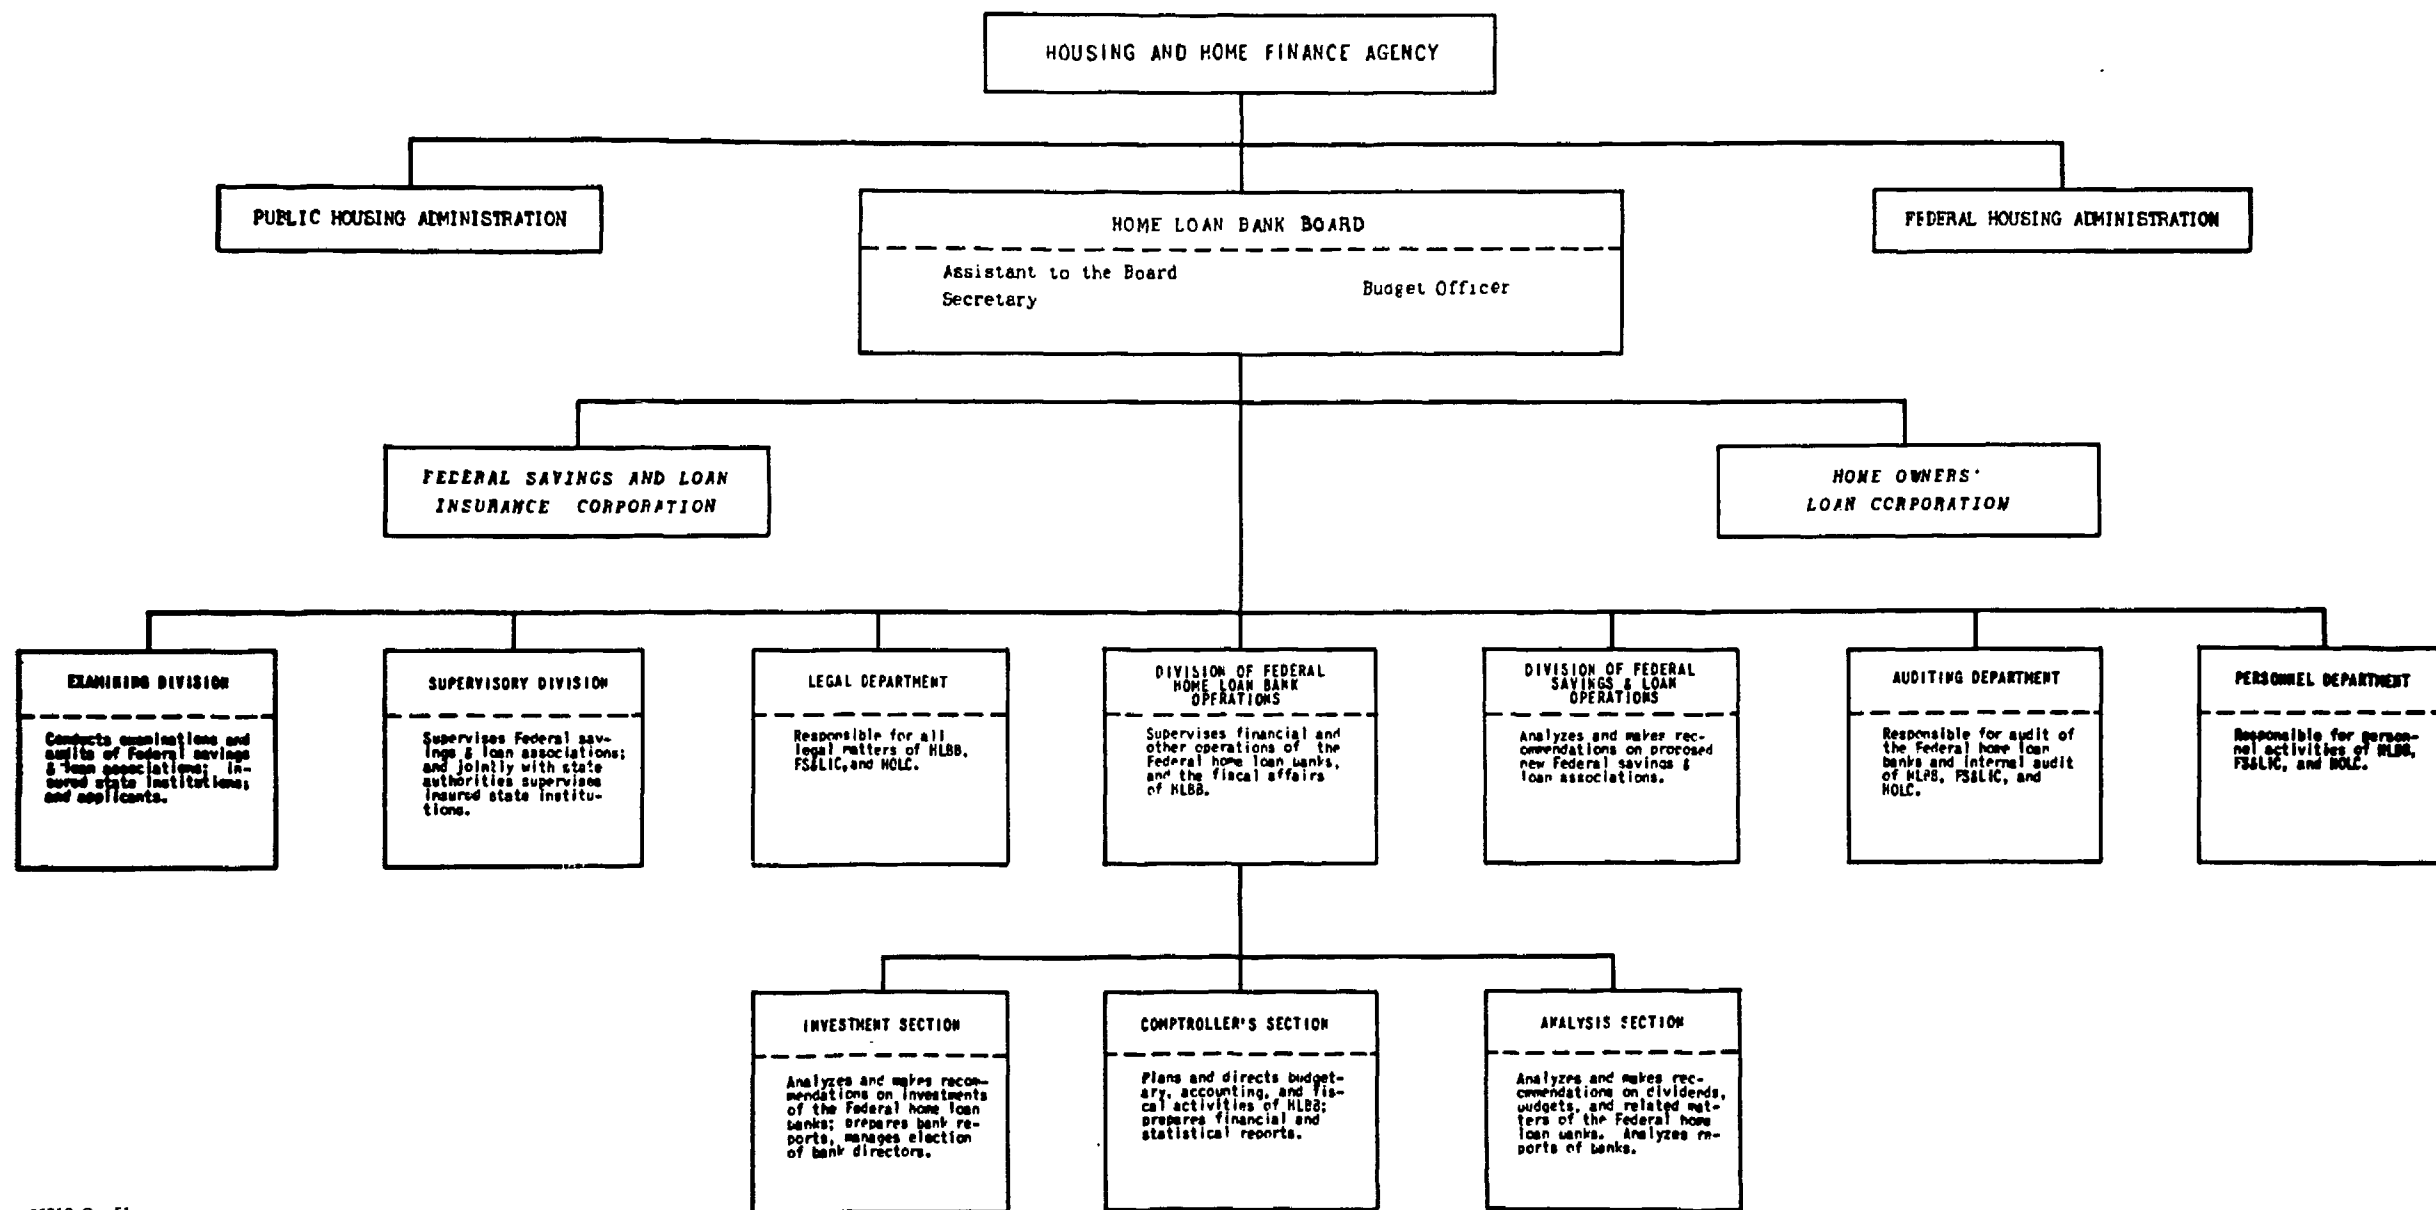 HOUSING AND HOME FINANCE AGENCY
PUBLIC HOUSING ADMINISTRATION
HOME LOAN BANK BOARD
Assistant to the Board
Secretary
Budget Officer
FEDERAL HOUSING ADMINISTRATION
FEDERAL SAVINGS AND LOAN
INSURANCE CORPORATION
HOME OWNERS'
LOAN CORPORATION
EXAMINING DIVISION
Conducts examinations and
audits of Federal savings
& loan associations; in-
sured state institutions;
and applicants.
SUPERVISORY DIVISION
Supervises Federal sav-
ings & loan associations;
and jointly with state
authorities supervises
insured state institu-
tions.
LEGAL DEPARTMENT
Responsible for all
legal matters of HLBB,
FS&LIC, and HOLC.
DIVISION OF FEDERAL
HOME LOAN BANK
OPERATIONS
Supervises financial and
other operations of the
Federal home loan banks,
and the fiscal affairs
of HLBB.
DIVISION OF FEDERAL
SAVINGS & LOAN
OPERATIONS
Analyzes and makes rec-
ommendations on proposed
new Federal savings &
loan associations.
AUDITING DEPARTMENT
Responsible for audit of
the Federal home loan
banks and internal audit
of HLBB, FS&LIC, and
HOLC.
PERSONNEL DEPARTMENT
Responsible for person-
nel activities of HLBB,
FS&LIC, and HOLC.
INVESTMENT SECTION
Analyzes and makes recom-
mendations on investments
of the Federal home loan
banks; prepares bank re-
ports, manages election
of bank directors.
COMPTROLLER'S SECTION
Plans and directs budget-
ary, accounting, and fis-
cal activities of HLBB;
prepares financial and
statistical reports.
ANALYSIS SECTION
Analyzes and makes rec-
ommendations on dividends,
budgets, and related mat-
ters of the Federal home
loan banks. Analyzes re-
ports of banks.